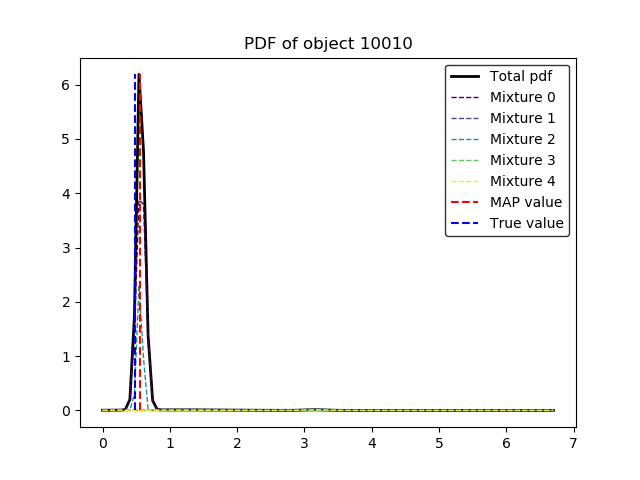 PDF of object 10010
Total pdf
Mixture 0
Mixture 1
Mixture 2
Mixture 3
Mixture 4
MAP value
True value
6
5
4
3
2
1
0
0 1 2 3 4 5 6 7